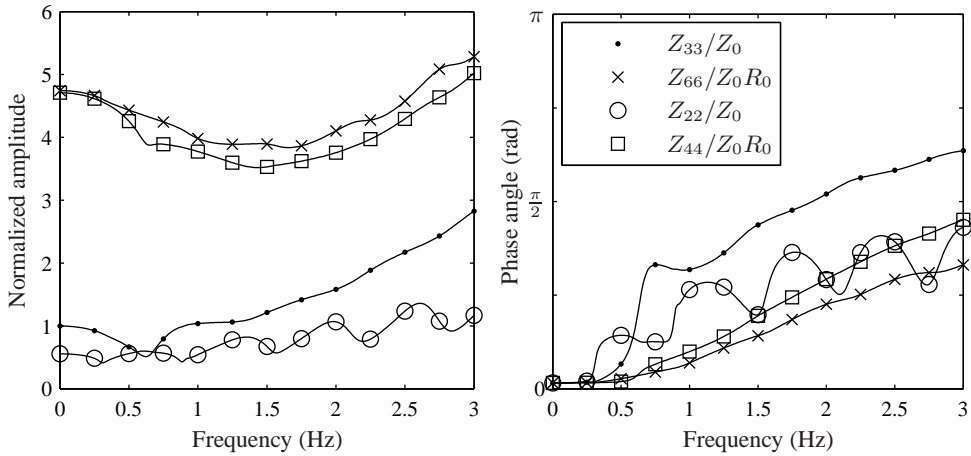 6
5
4
3
2
1
0
Normalized amplitude
0 0.5 1 1.5 2 2.5 3
Frequency (Hz)
π
π/2
0
Phase angle (rad)
Z₃₃/Z₀
Z₆₆/Z₀R₀
Z₂₂/Z₀
Z₄₄/Z₀R₀
0 0.5 1 1.5 2 2.5 3
Frequency (Hz)